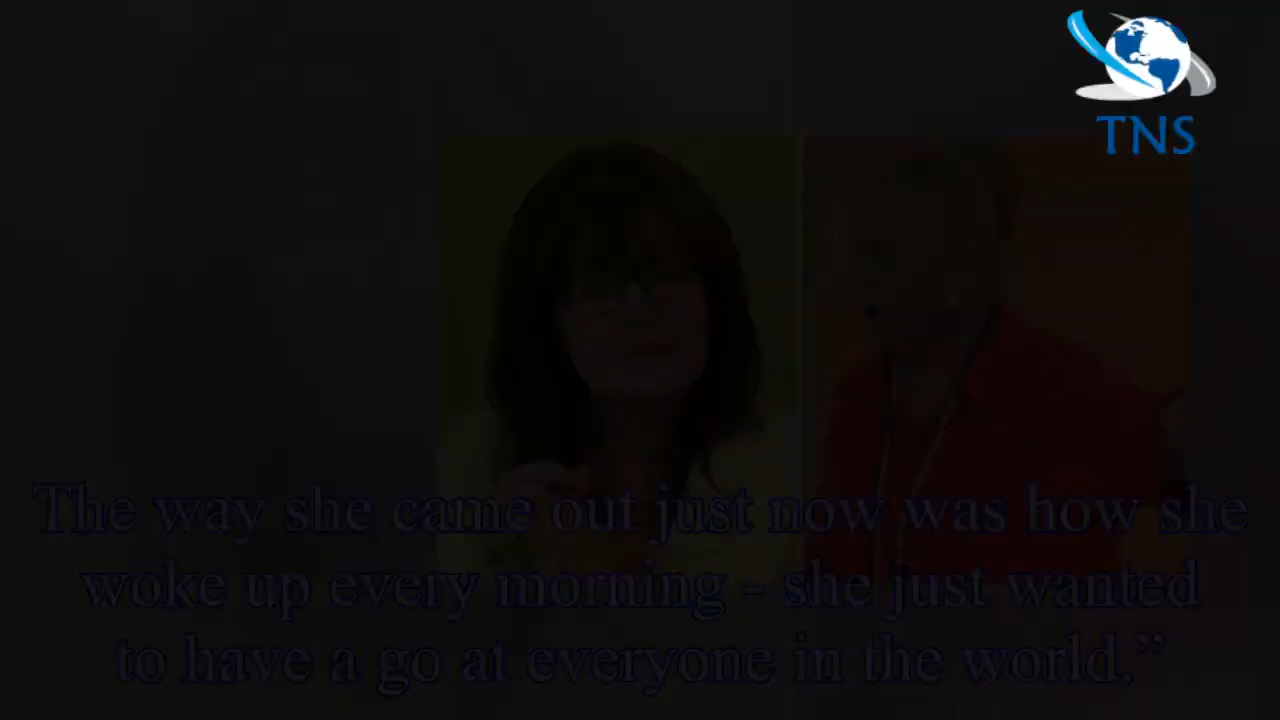 TNS
The way she came out just now was how she
woke up every morning - she just wanted
to have a go at everyone in the world.”